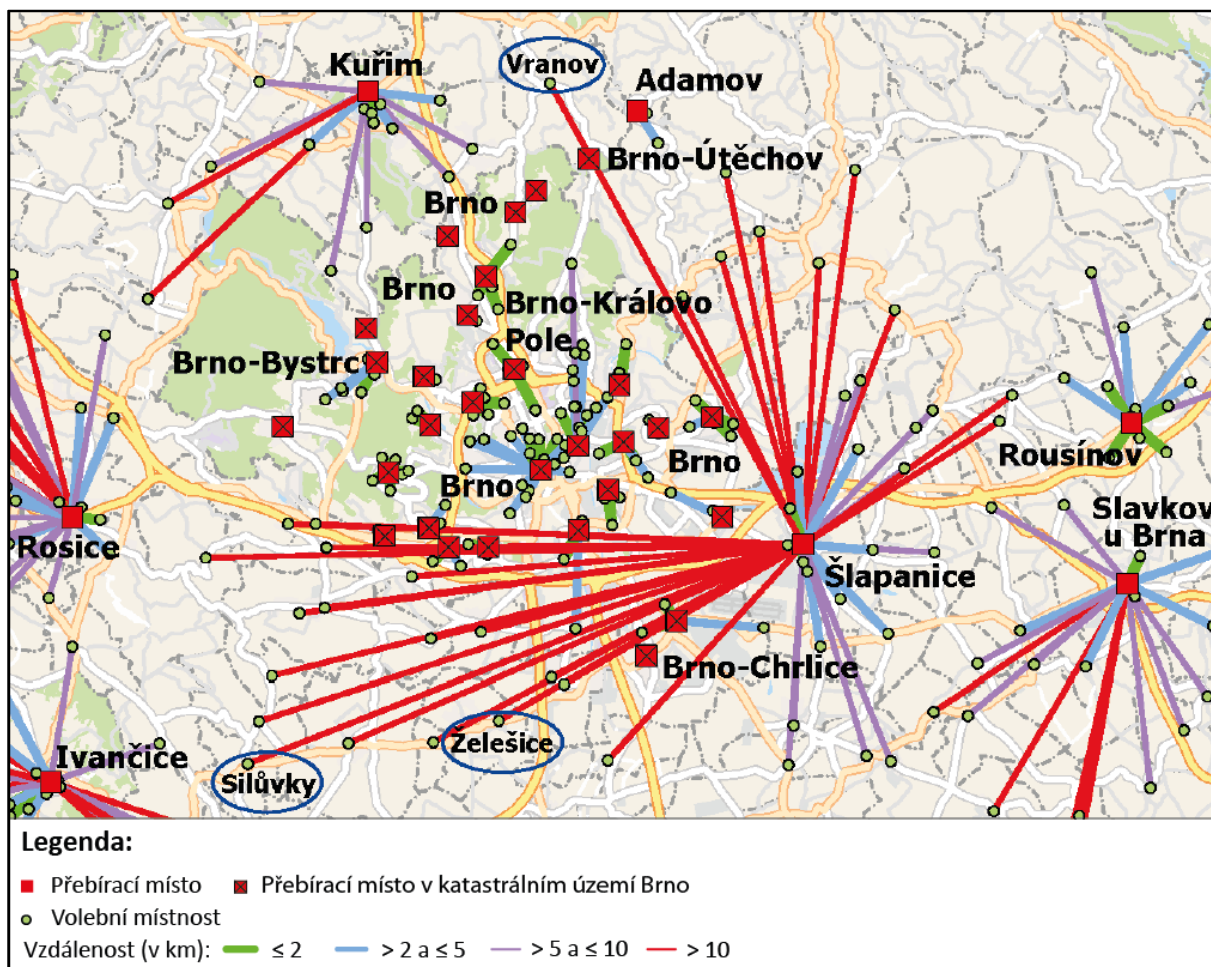 Kuřim
Vranov
Adamov
Brno-Útěchov
Brno
Brno
Brno-Královo
Pole
Brno-Bystrc
Brno
Brno
Rousínov
Slavkov
u Brna
Rosice
Šlapanice
Brno-Chrlice
Ivančice
Silůvky
Želešice
Legenda:
Přebírací místo Přebírací místo v katastrálním území Brno
Volební místnost
Vzdálenost (v km): ≤ 2 > 2 a ≤ 5 > 5 a ≤ 10 > 10